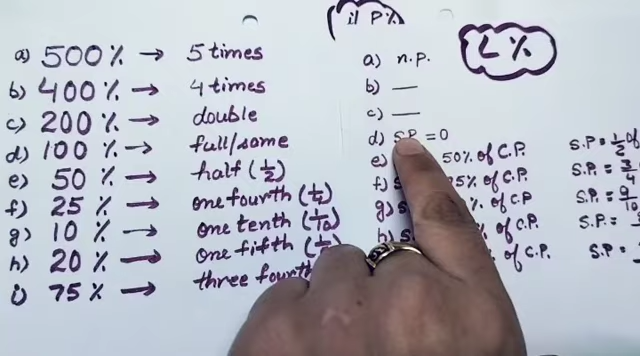 ij P%
L%
a) 500% → 5 times
b) 400% → 4 times
c) 200% → double
d) 100% → full/same
e) 50% → half (1/2)
f) 25% → one fourth (1/4)
g) 10% → one tenth (1/10)
h) 20% → one fifth
i) 75% → three fourth
a) n.p.
b) —
c) —
d) S.P. = 0
e) 50% of C.P.
f) 25% of C.P.
g) % of C.P
h) % of C.P.
% of C.P.
S.P = 1/2 of
S.P. = 3/4
S.P. = 9/10
S.P. =
S.P. =